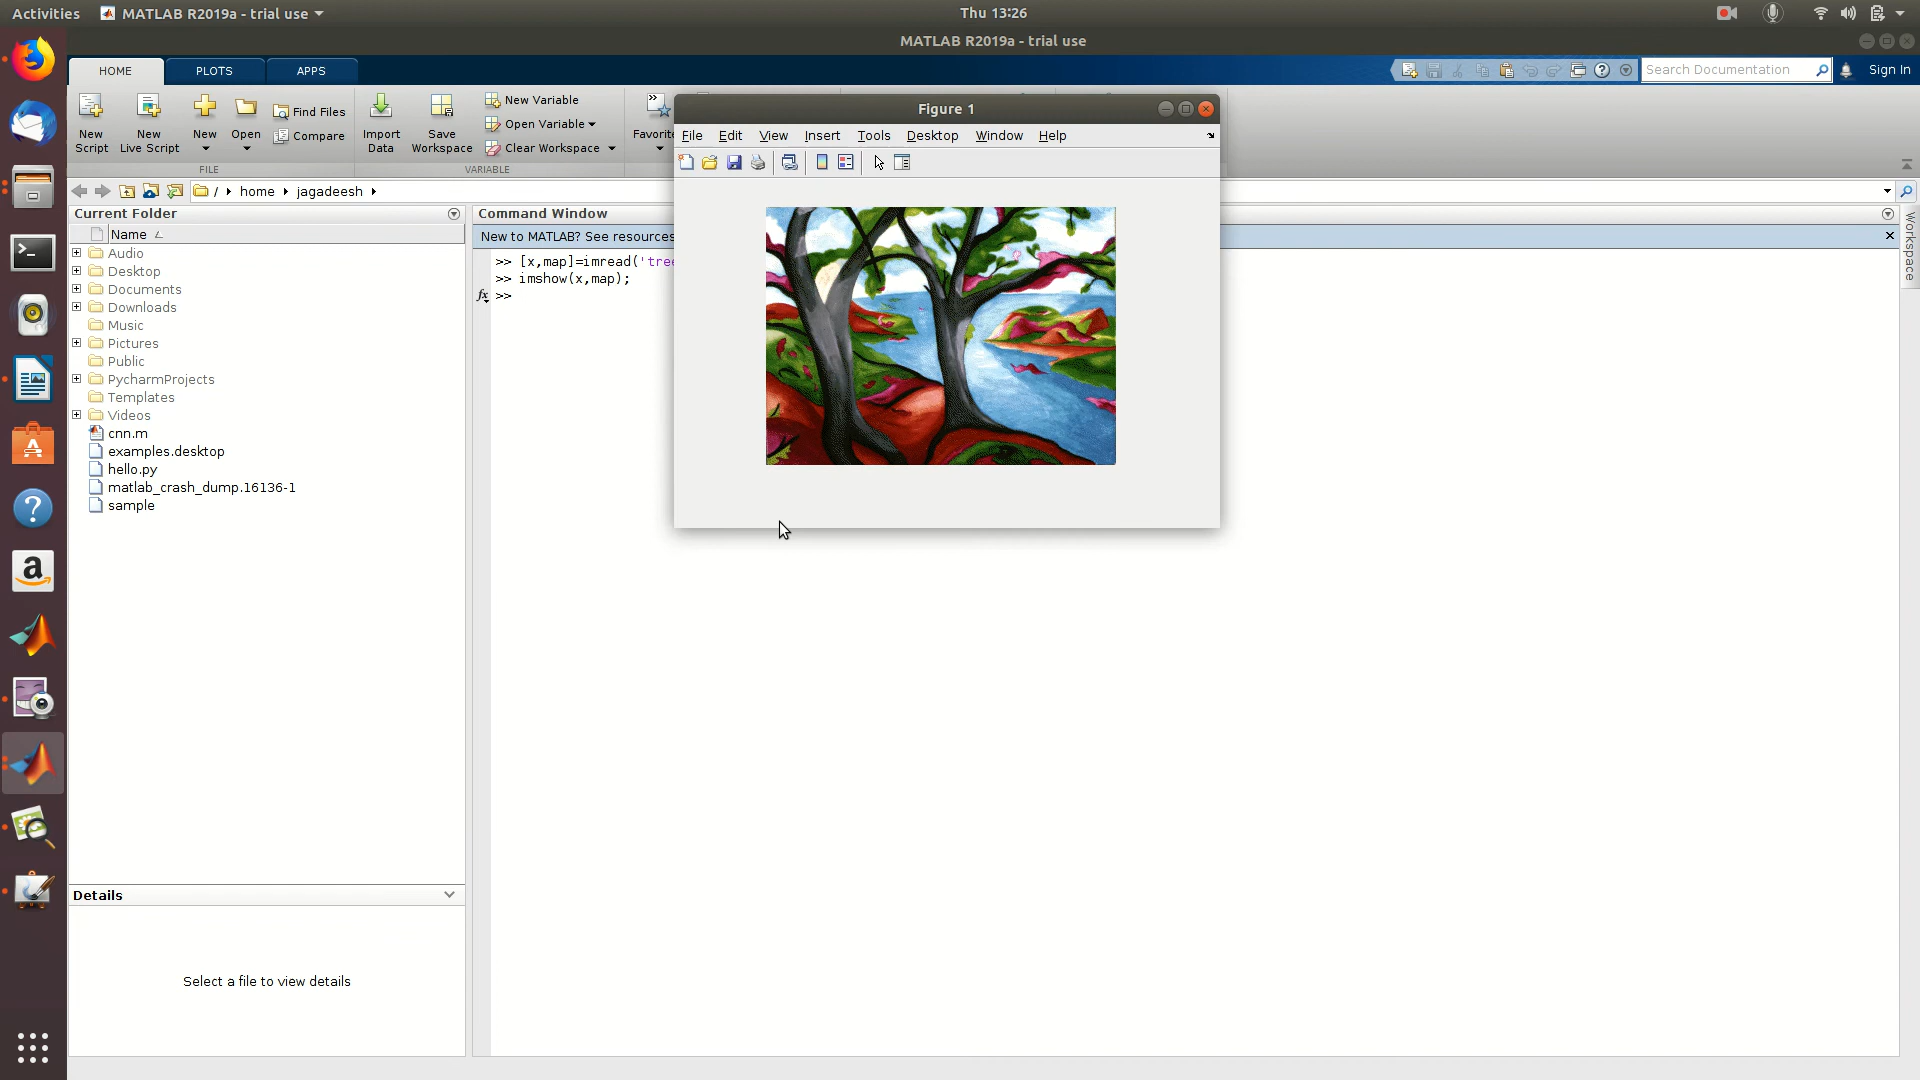 Activities MATLAB R2019a - trial use Thu 13:26
MATLAB R2019a - trial use
HOME PLOTS APPS Search Documentation Sign In
New Script
New Live Script
New
Open
Find Files
Compare
Import Data
Save Workspace
New Variable
Open Variable
Clear Workspace
FILE VARIABLE
/ home jagadeesh
Current Folder
Name
Audio
Desktop
Documents
Downloads
Music
Pictures
Public
PycharmProjects
Templates
Videos
cnn.m
examples.desktop
hello.py
matlab_crash_dump.16136-1
sample
Details
Select a file to view details
Command Window
New to MATLAB? See resources
>> [x,map]=imread('tree
>> imshow(x,map);
fx >>
Figure 1
File Edit View Insert Tools Desktop Window Help
Workspace